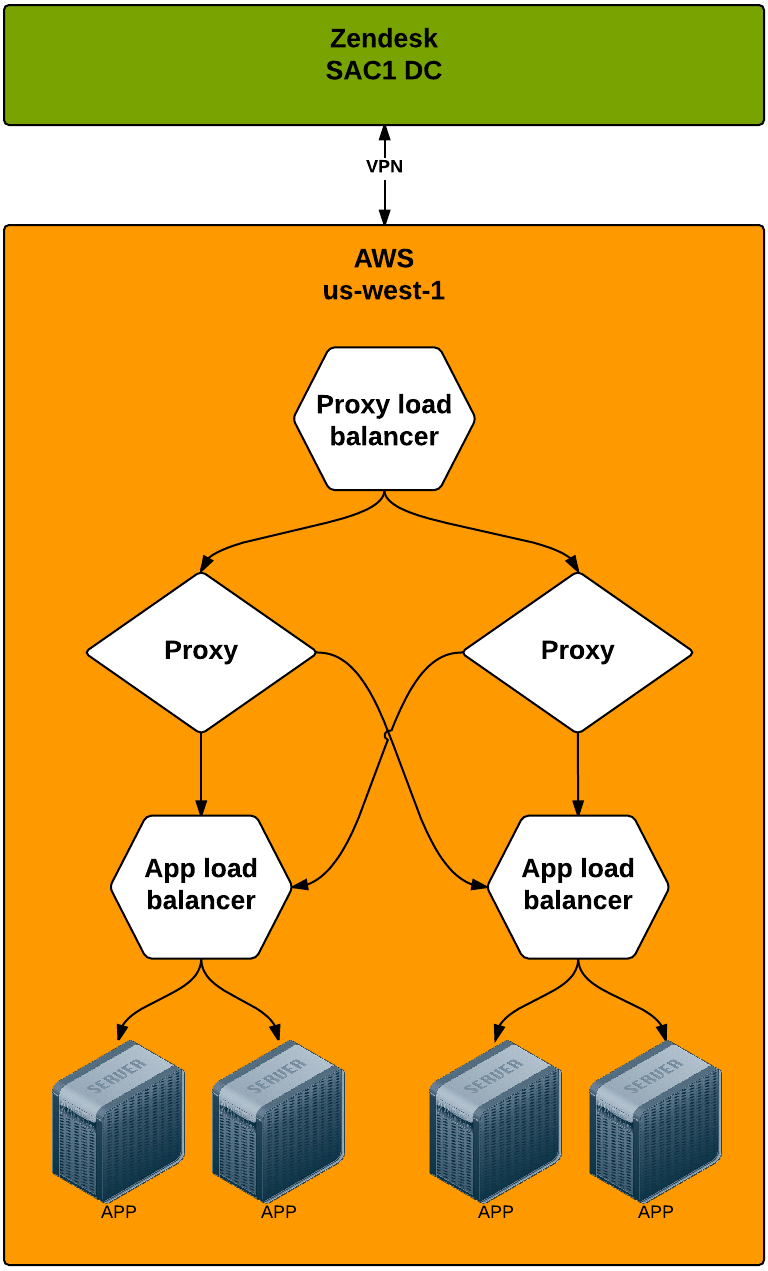 Zendesk
SAC1 DC
VPN
AWS
us-west-1
Proxy load
balancer
Proxy
Proxy
App load
balancer
App load
balancer
SERVER
SERVER
SERVER
SERVER
APP
APP
APP
APP